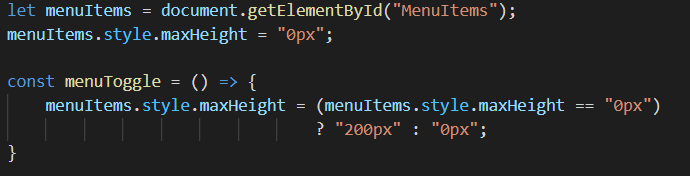 let menuItems = document.getElementById("MenuItems");
menuItems.style.maxHeight = "0px";
const menuToggle = () => {
menuItems.style.maxHeight = (menuItems.style.maxHeight == "0px")
? "200px" : "0px";
}